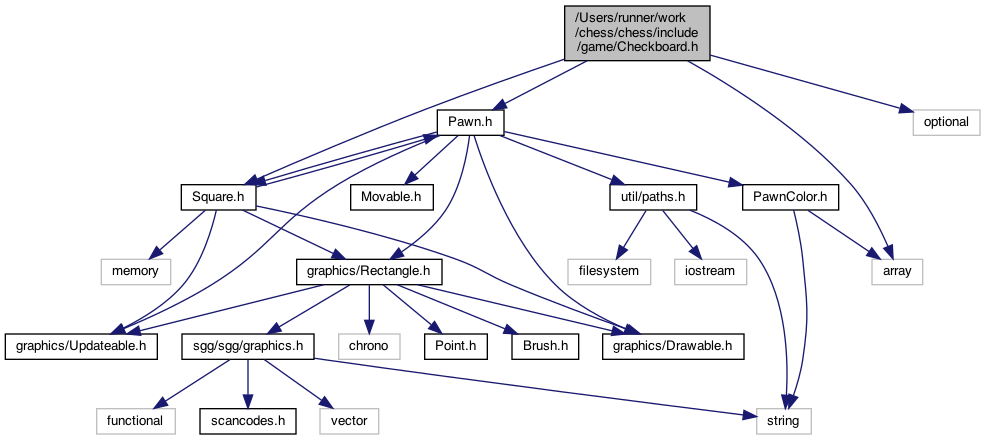 /Users/runner/work
/chess/chess/include
/game/Checkboard.h
Pawn.h
optional
Square.h
Movable.h
util/paths.h
PawnColor.h
memory
graphics/Rectangle.h
filesystem
iostream
array
graphics/Updateable.h
sgg/sgg/graphics.h
chrono
Point.h
Brush.h
graphics/Drawable.h
functional
scancodes.h
vector
string